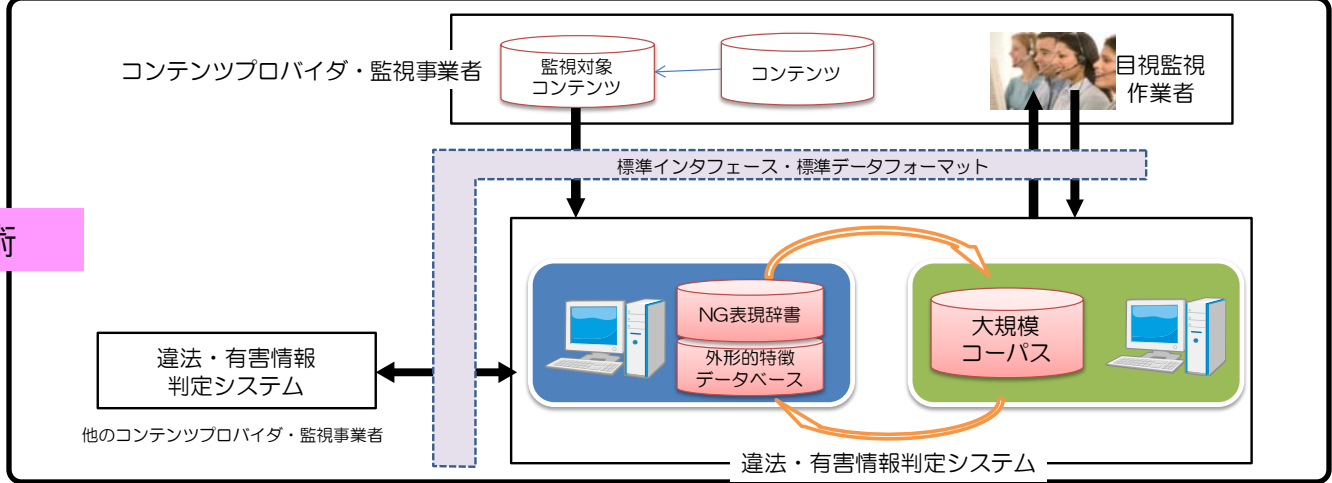 コンテンツプロバイダ・監視事業者
監視対象
コンテンツ
コンテンツ
目視監視
作業者
標準インタフェース・標準データフォーマット
術
NG表現辞書
外形的特徴
データベース
大規模
コーパス
違法・有害情報
判定システム
他のコンテンツプロバイダ・監視事業者
違法・有害情報判定システム